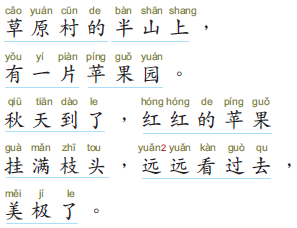 cǎo yuán cūn de bàn shān shang
草原村的半山上，
yǒu yí piàn píng guǒ yuán
有一片苹果园。
qiū tiān dào le hóng hóng de píng guǒ
秋天到了，红红的苹果
guà mǎn zhī tou yuǎn2 yuǎn kàn guò qu
挂满枝头，远远看过去，
měi jí le
美极了。